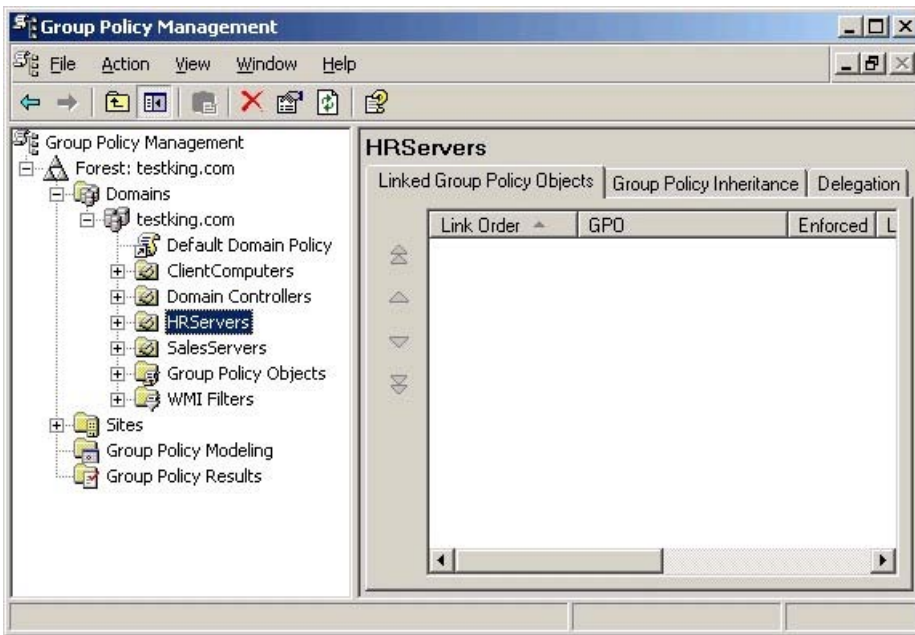 Group Policy Management
File Action View Window Help
Group Policy Management
Forest: testking.com
Domains
testking.com
Default Domain Policy
ClientComputers
Domain Controllers
HRServers
SalesServers
Group Policy Objects
WMI Filters
Sites
Group Policy Modeling
Group Policy Results
HRServers
Linked Group Policy Objects Group Policy Inheritance Delegation
Link Order GPO Enforced L